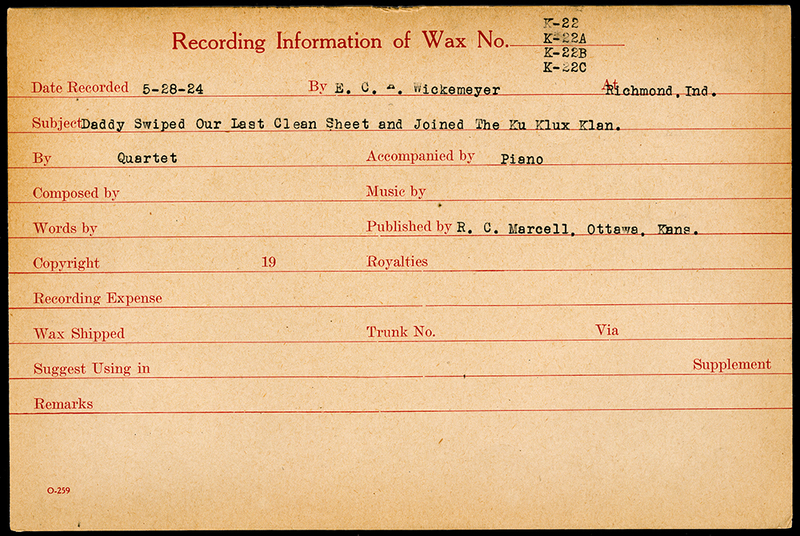 Recording Information of Wax No. K-22
K-22A
K-22B
K-22C
Date Recorded 5-28-24 By E. C. A. Wickemeyer At Richmond, Ind.
Subject Daddy Swiped Our Last Clean Sheet and Joined The Ku Klux Klan.
By Quartet Accompanied by Piano
Composed by Music by
Words by Published by R. C. Marcell, Ottawa, Kans.
Copyright 19 Royalties
Recording Expense
Wax Shipped Trunk No. Via
Suggest Using in Supplement
Remarks
O-259